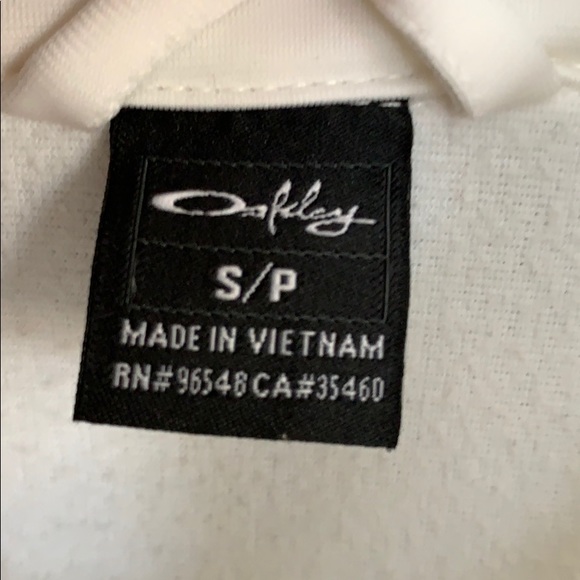 Oakley
S/P
MADE IN VIETNAM
RN#96548 CA#35460